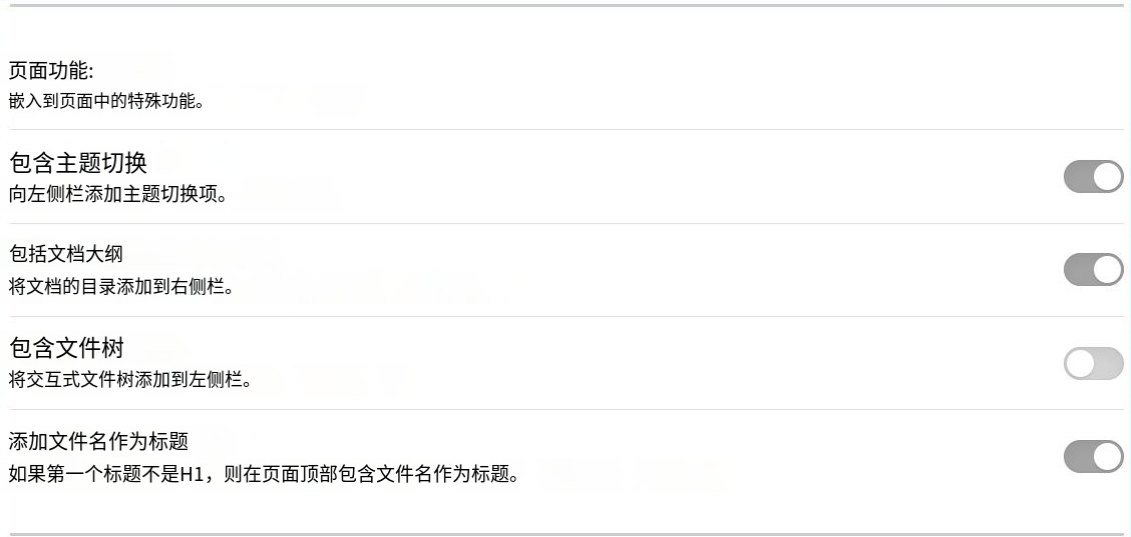 页面功能:
嵌入到页面中的特殊功能。
包含主题切换
向左侧栏添加主题切换项。
包括文档大纲
将文档的目录添加到右侧栏。
包含文件树
将交互式文件树添加到左侧栏。
添加文件名作为标题
如果第一个标题不是H1，则在页面顶部包含文件名作为标题。